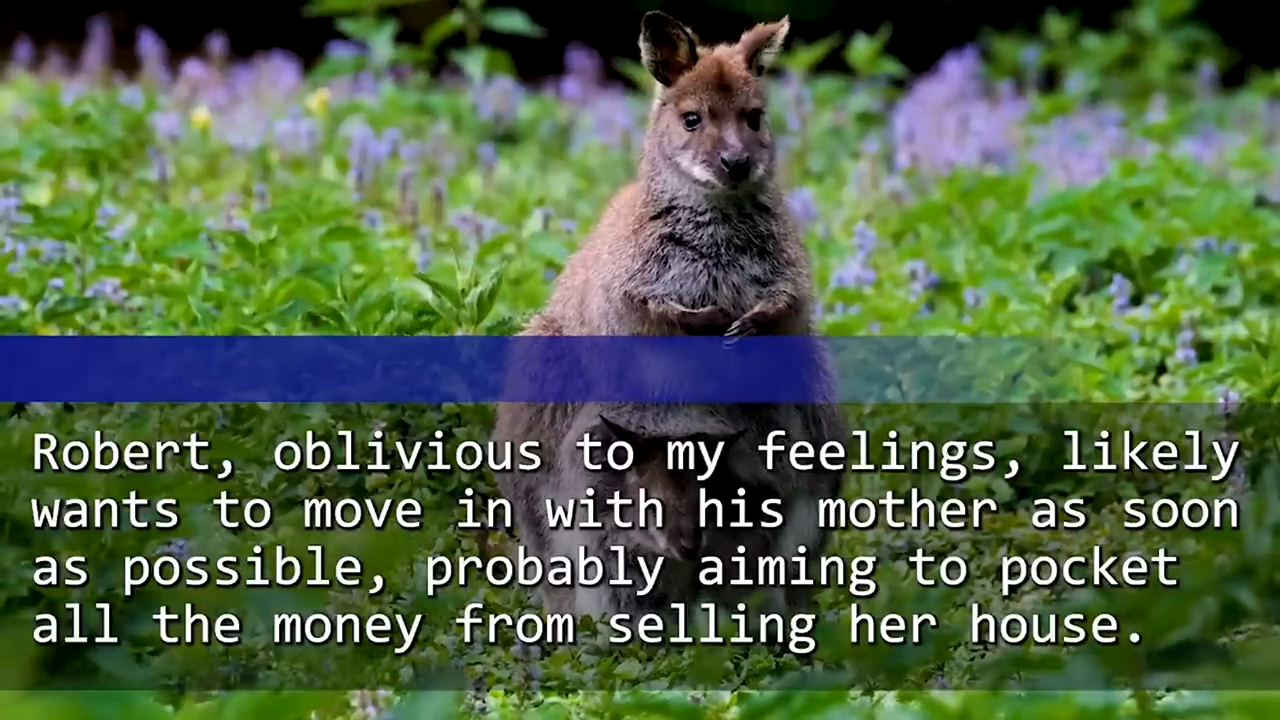 Robert, oblivious to my feelings, likely
wants to move in with his mother as soon
as possible, probably aiming to pocket
all the money from selling her house.